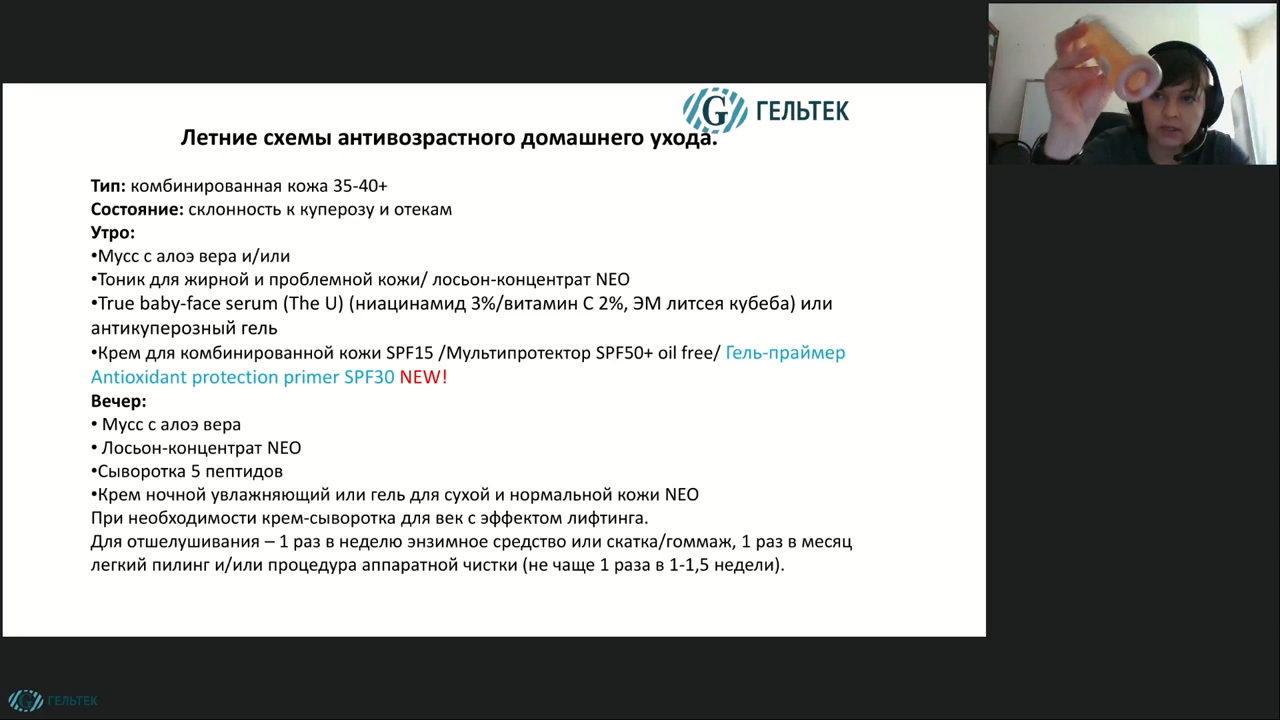 ГЕЛЬТЕК
Летние схемы антивозрастного домашнего ухода.
Тип: комбинированная кожа 35-40+
Состояние: склонность к куперозу и отекам
Утро:
•Мусс с алоэ вера и/или
•Тоник для жирной и проблемной кожи/ лосьон-концентрат NEO
•True baby-face serum (The U) (ниацинамид 3%/витамин С 2%, ЭМ литсея кубеба) или
антикуперозный гель
•Крем для комбинированной кожи SPF15 /Мультипротектор SPF50+ oil free/ Гель-праймер
Antioxidant protection primer SPF30 NEW!
Вечер:
• Мусс с алоэ вера
• Лосьон-концентрат NEO
•Сыворотка 5 пептидов
•Крем ночной увлажняющий или гель для сухой и нормальной кожи NEO
При необходимости крем-сыворотка для век с эффектом лифтинга.
Для отшелушивания – 1 раз в неделю энзимное средство или скатка/гоммаж, 1 раз в месяц
легкий пилинг и/или процедура аппаратной чистки (не чаще 1 раза в 1-1,5 недели).
ГЕЛЬТЕК